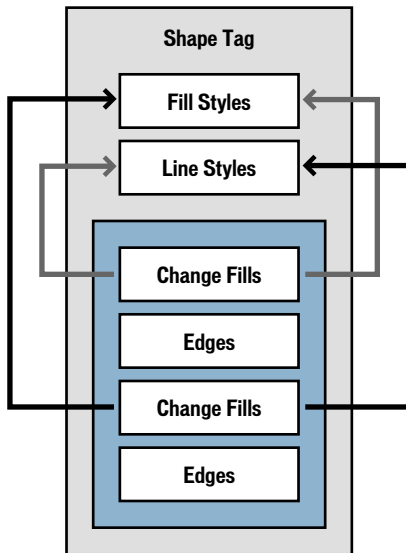 Shape Tag
Fill Styles
Line Styles
Change Fills
Edges
Change Fills
Edges